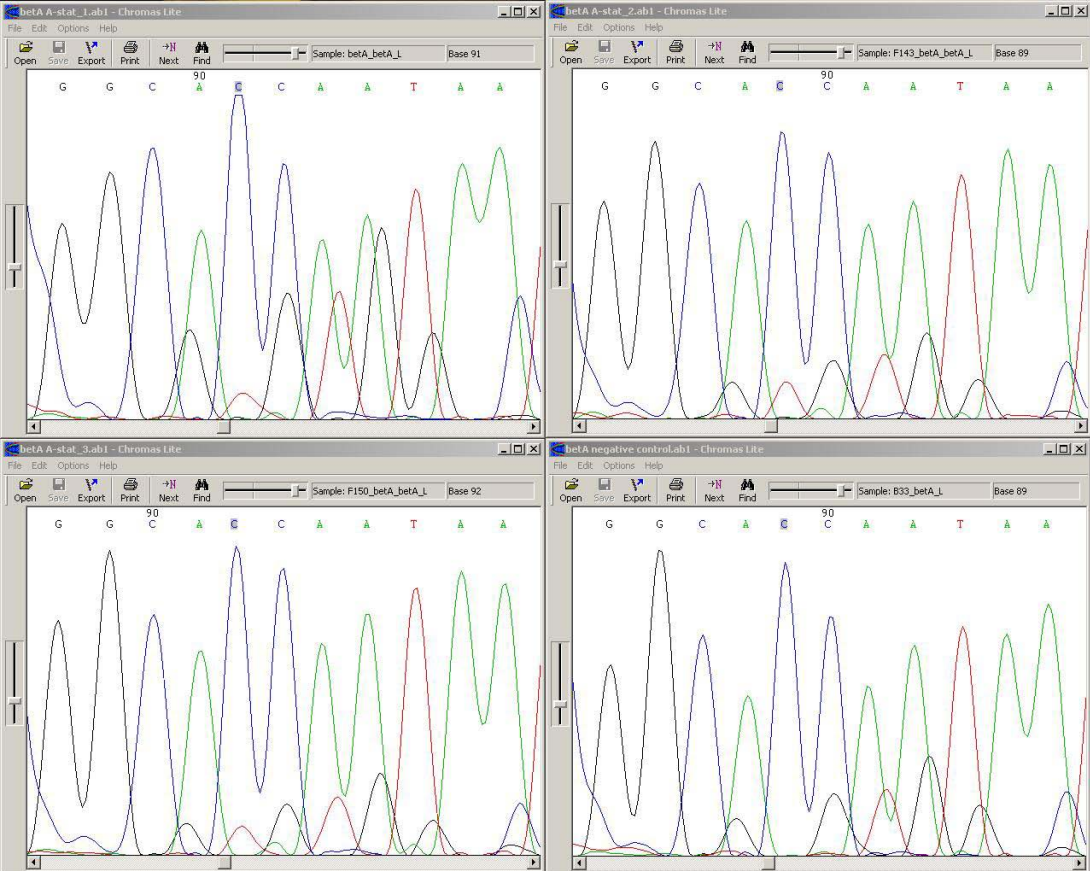 betA A-stat_1.ab1 - Chromas Lite
File Edit Options Help
Open Save Export Print Next Find Sample: betA_betA_L Base 91
90
G G C A C C A A T A A
betA A-stat_2.ab1 - Chromas Lite
File Edit Options Help
Open Save Export Print Next Find Sample: F143_betA_betA_L Base 89
90
G G C A C C A A T A A
betA A-stat_3.ab1 - Chromas Lite
File Edit Options Help
Open Save Export Print Next Find Sample: F150_betA_betA_L Base 92
90
G G C A C C A A T A A
betA negative control.ab1 - Chromas Lite
File Edit Options Help
Open Save Export Print Next Find Sample: B33_betA_L Base 89
90
G G C A C C A A T A A